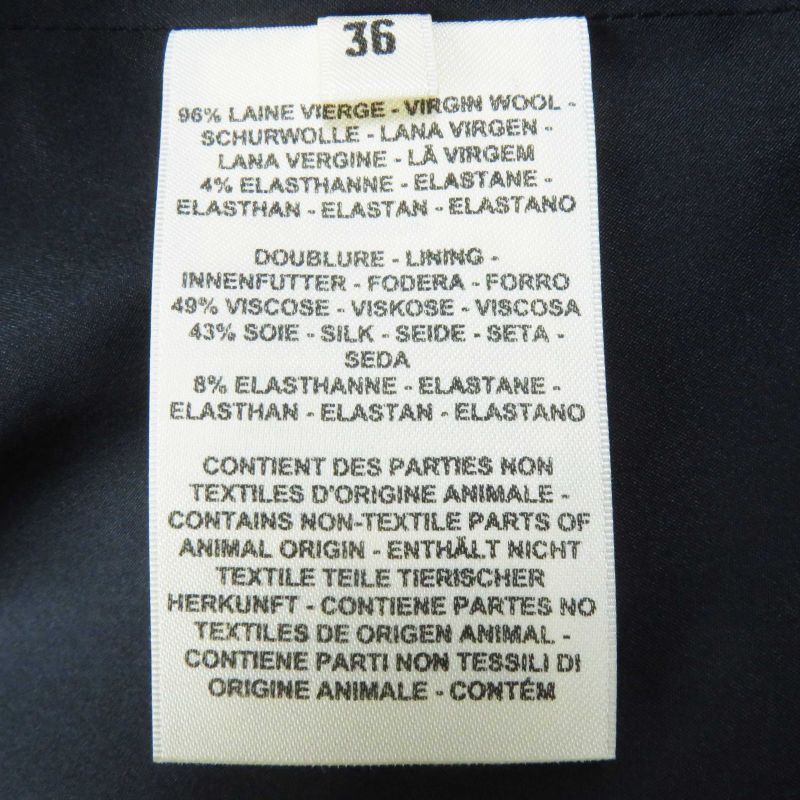 36
96% LAINE VIERGE - VIRGIN WOOL -
SCHURWOLLE - LANA VIRGEN -
LANA VERGINE - LÃ VIRGEM
4% ELASTHANNE - ELASTANE -
ELASTHAN - ELASTAN - ELASTANO
DOUBLURE - LINING -
INNENFUTTER - FODERA - FORRO
49% VISCOSE - VISKOSE - VISCOSA
43% SOIE - SILK - SEIDE - SETA -
SEDA
8% ELASTHANNE - ELASTANE -
ELASTHAN - ELASTAN - ELASTANO
CONTIENT DES PARTIES NON
TEXTILES D'ORIGINE ANIMALE -
CONTAINS NON-TEXTILE PARTS OF
ANIMAL ORIGIN - ENTHÄLT NICHT
TEXTILE TEILE TIERISCHER
HERKUNFT - CONTIENE PARTES NO
TEXTILES DE ORIGEN ANIMAL -
CONTIENE PARTI NON TESSILI DI
ORIGINE ANIMALE - CONTÉM